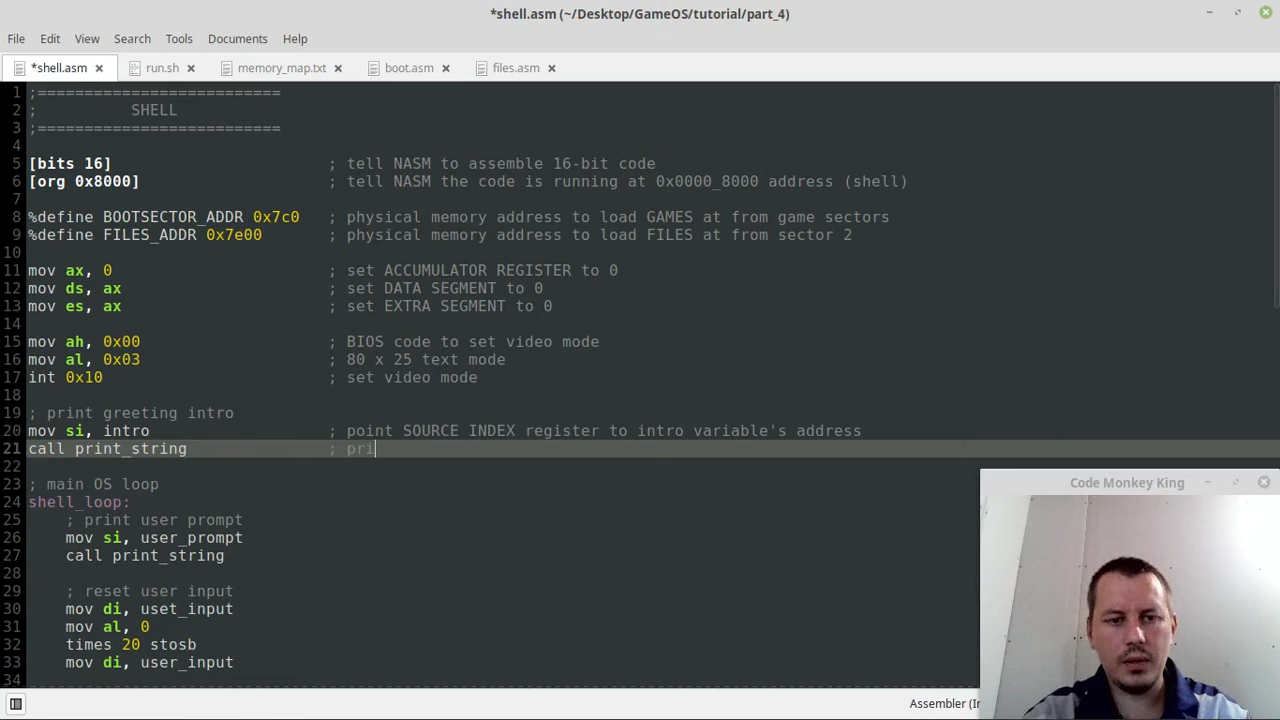 *shell.asm (~/Desktop/GameOS/tutorial/part_4)
File Edit View Search Tools Documents Help
*shell.asm run.sh memory_map.txt boot.asm files.asm
1 ;==========================
2 ;          SHELL
3 ;==========================
4
5 [bits 16] ; tell NASM to assemble 16-bit code
6 [org 0x8000] ; tell NASM the code is running at 0x0000_8000 address (shell)
7
8 %define BOOTSECTOR_ADDR 0x7c0 ; physical memory address to load GAMES at from game sectors
9 %define FILES_ADDR 0x7e00 ; physical memory address to load FILES at from sector 2
10
11 mov ax, 0 ; set ACCUMULATOR REGISTER to 0
12 mov ds, ax ; set DATA SEGMENT to 0
13 mov es, ax ; set EXTRA SEGMENT to 0
14
15 mov ah, 0x00 ; BIOS code to set video mode
16 mov al, 0x03 ; 80 x 25 text mode
17 int 0x10 ; set video mode
18
19 ; print greeting intro
20 mov si, intro ; point SOURCE INDEX register to intro variable's address
21 call print_string ; pri
22
23 ; main OS loop
24 shell_loop:
25 ; print user prompt
26 mov si, user_prompt
27 call print_string
28
29 ; reset user input
30 mov di, uset_input
31 mov al, 0
32 times 20 stosb
33 mov di, user_input
34
Code Monkey King
Assembler (In